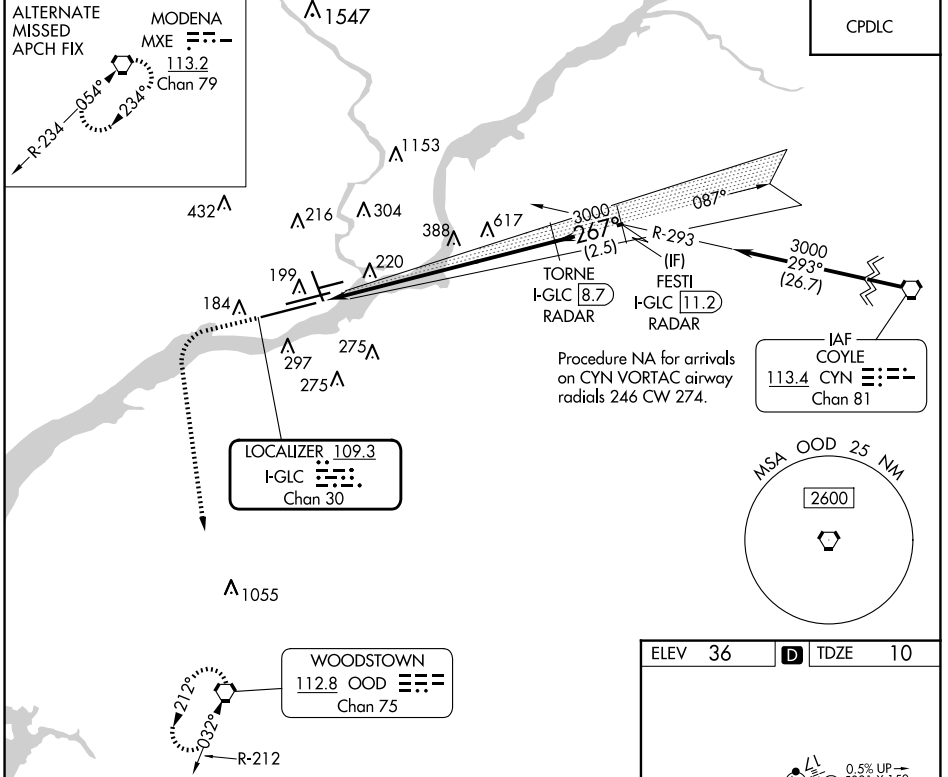 ALTERNATE
MISSED
APCH FIX
MODENA
MXE
113.2
Chan 79
R-234
054°
234°
1547
CPDLC
1153
432
216
304
388
617
3000
267°
(2.5)
087°
R-293
3000
293°
(26.7)
220
199
184
TORNE
I-GLC 8.7
RADAR
(IF)
FESTI
I-GLC 11.2
RADAR
297
275
275
Procedure NA for arrivals
on CYN VORTAC airway
radials 246 CW 274.
IAF
COYLE
113.4 CYN
Chan 81
LOCALIZER 109.3
I-GLC
Chan 30
MSA OOD 25 NM
2600
1055
WOODSTOWN
112.8 OOD
Chan 75
212°
032°
R-212
ELEV 36 D TDZE 10
17
0.5% UP